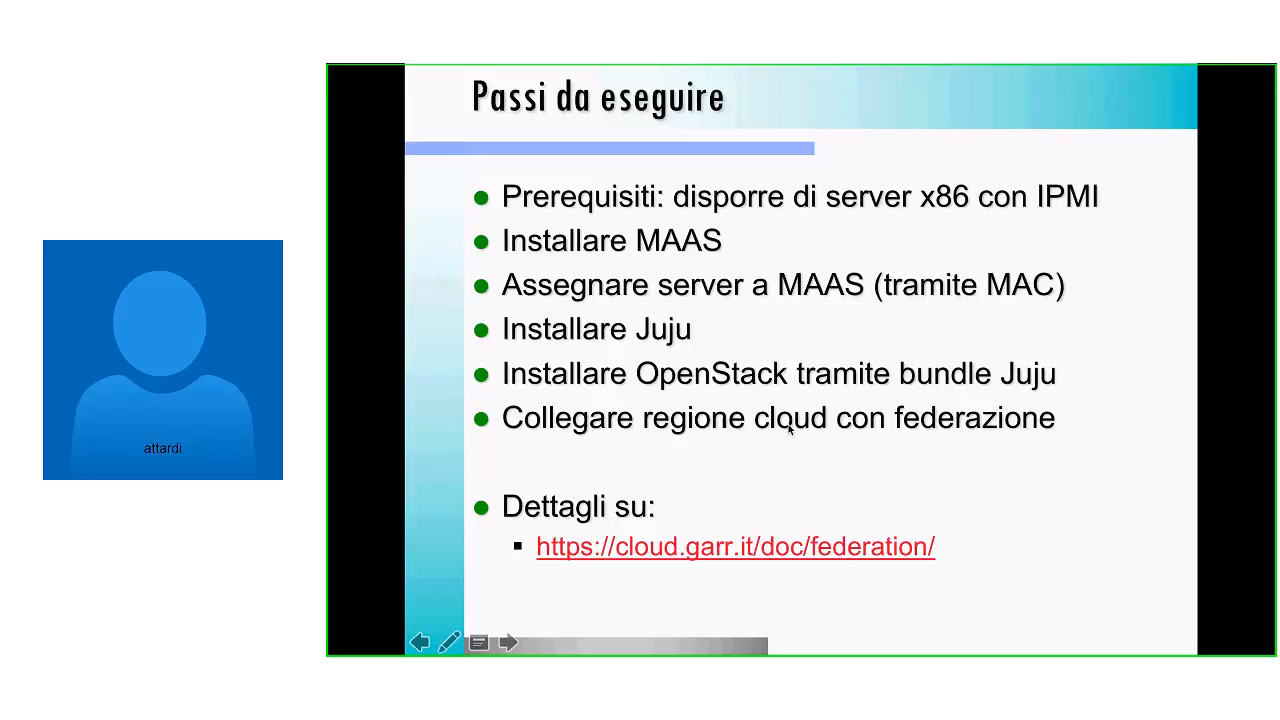 Passi da eseguire
Prerequisiti: disporre di server x86 con IPMI
Installare MAAS
Assegnare server a MAAS (tramite MAC)
Installare Juju
Installare OpenStack tramite bundle Juju
Collegare regione cloud con federazione
Dettagli su:
https://cloud.garr.it/doc/federation/
attardi